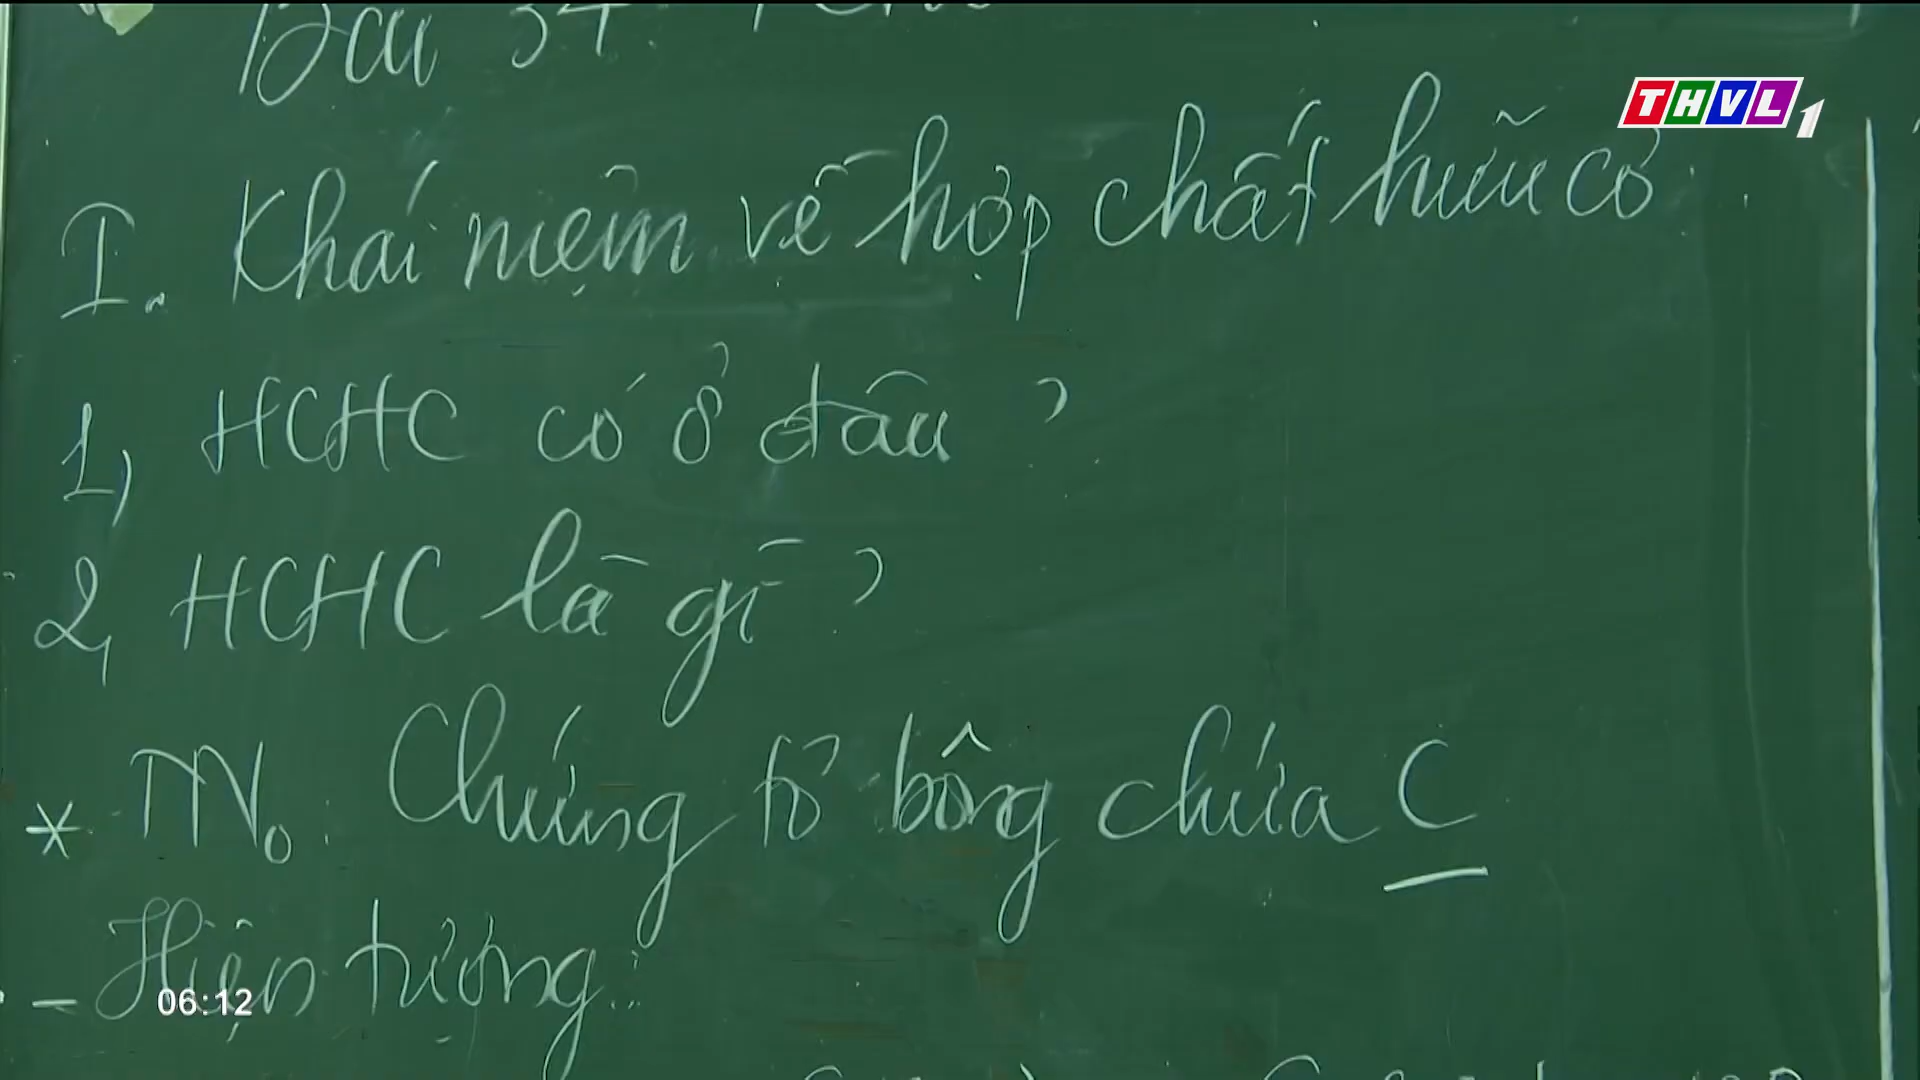 Bài 34:
THVL1
I. Khái niệm về hợp chất hữu cơ.
1, HCHC có ở đâu ?
2, HCHC là gì ?
* TN: Chứng tỏ bông chứa C
- Hiện tượng:
06:12